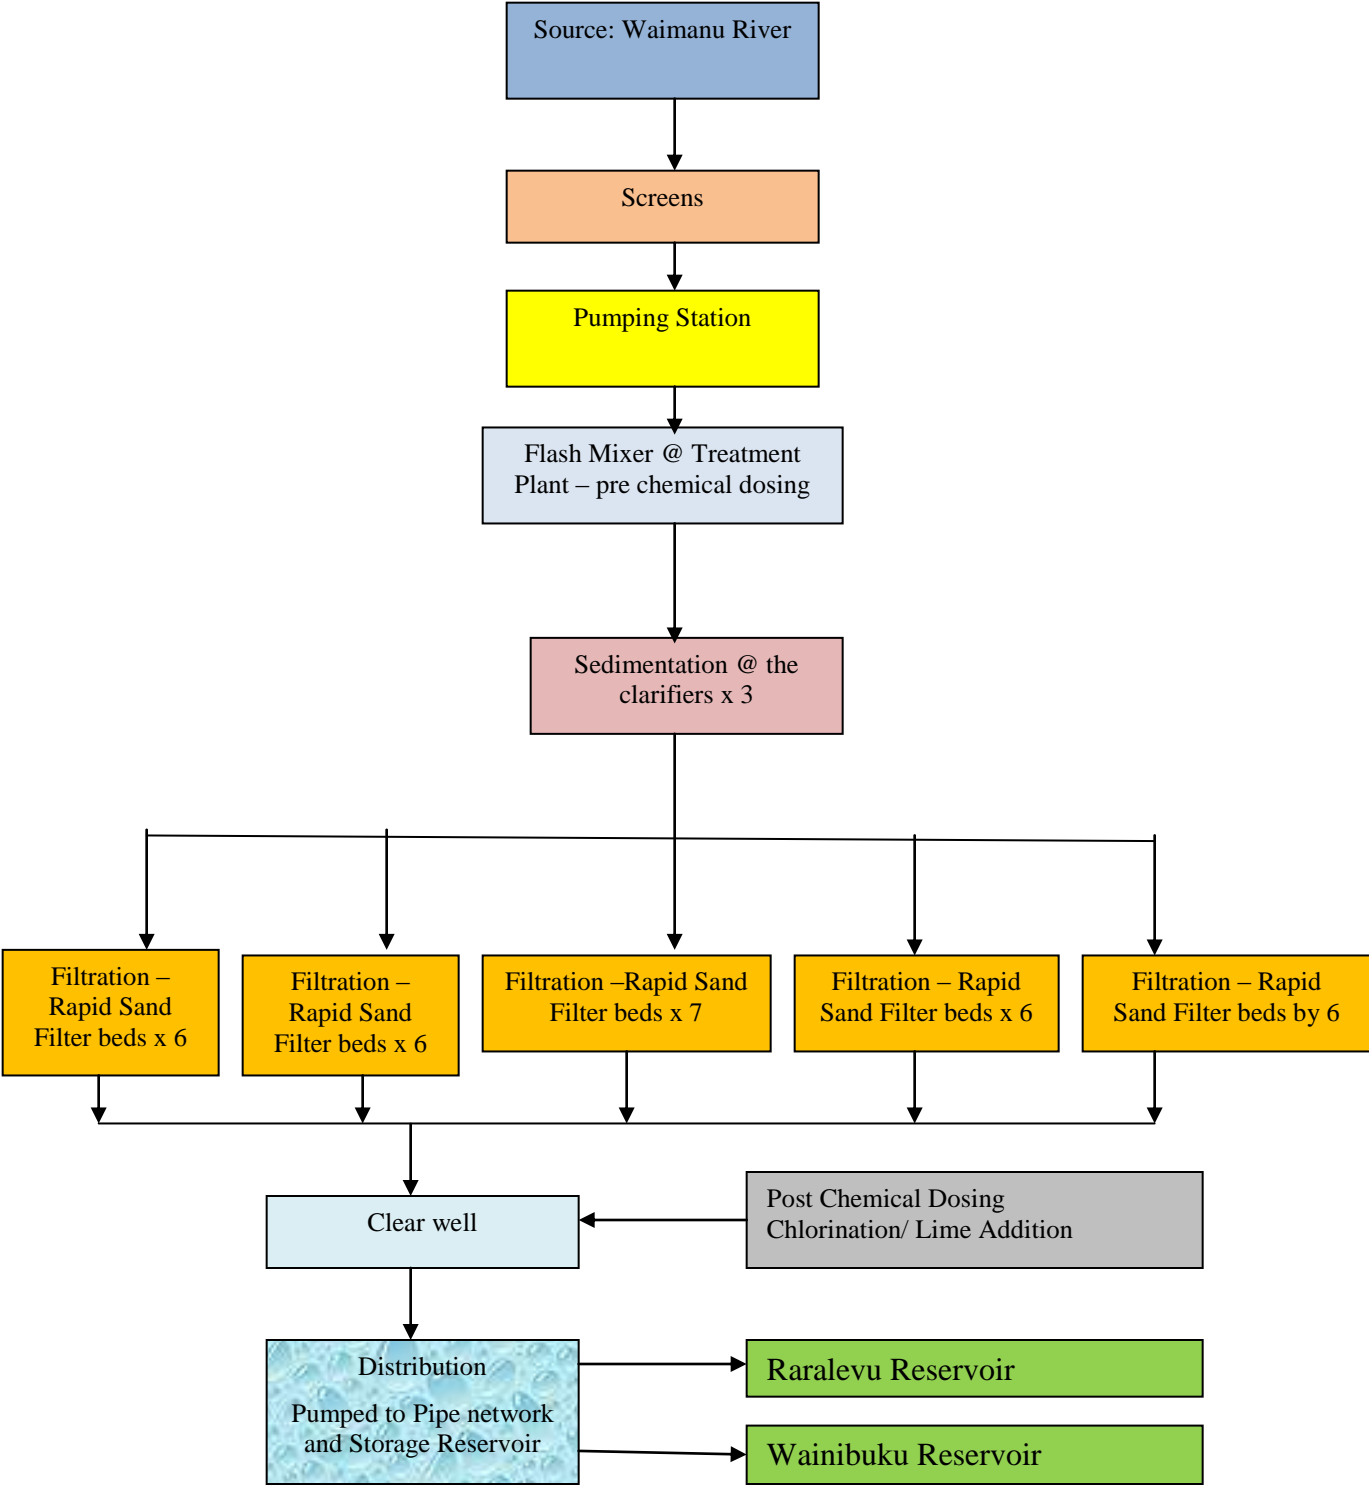 Source: Waimanu River
Screens
Pumping Station
Flash Mixer @ Treatment
Plant – pre chemical dosing
Sedimentation @ the
clarifiers x 3
Filtration –
Rapid Sand
Filter beds x 6
Filtration –
Rapid Sand
Filter beds x 6
Filtration –Rapid Sand
Filter beds x 7
Filtration – Rapid
Sand Filter beds x 6
Filtration – Rapid
Sand Filter beds by 6
Clear well
Post Chemical Dosing
Chlorination/ Lime Addition
Distribution
Pumped to Pipe network
and Storage Reservoir
Raralevu Reservoir
Wainibuku Reservoir